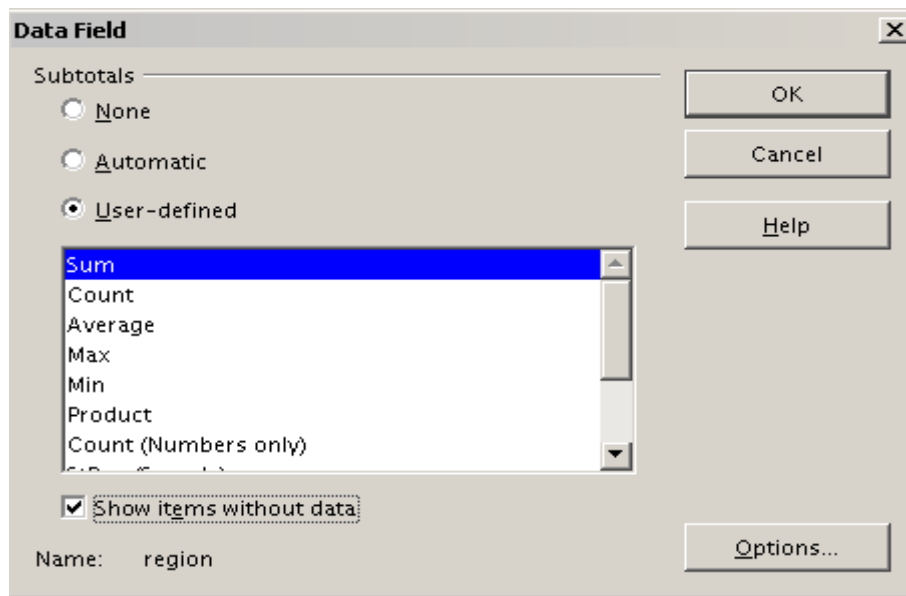 Data Field
Subtotals
None
Automatic
User-defined
Sum
Count
Average
Max
Min
Product
Count (Numbers only)
Show items without data
Name: region
OK
Cancel
Help
Options...